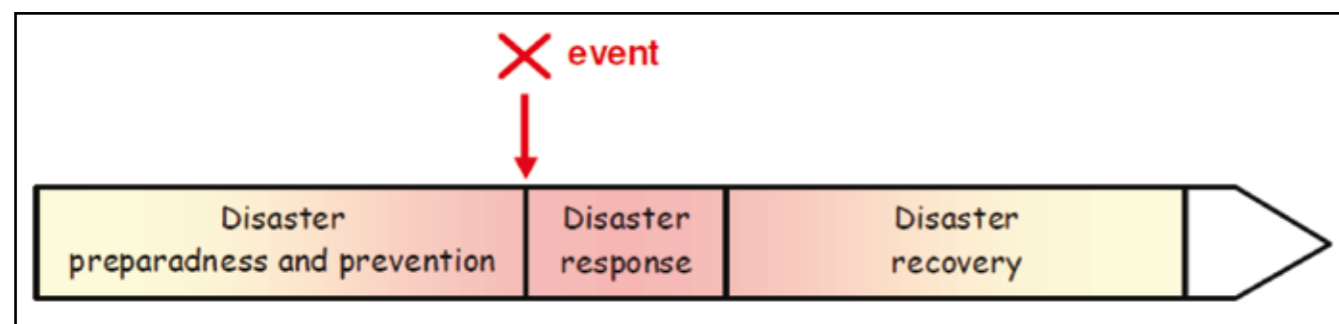 event
Disaster
preparadness and prevention
Disaster
response
Disaster
recovery